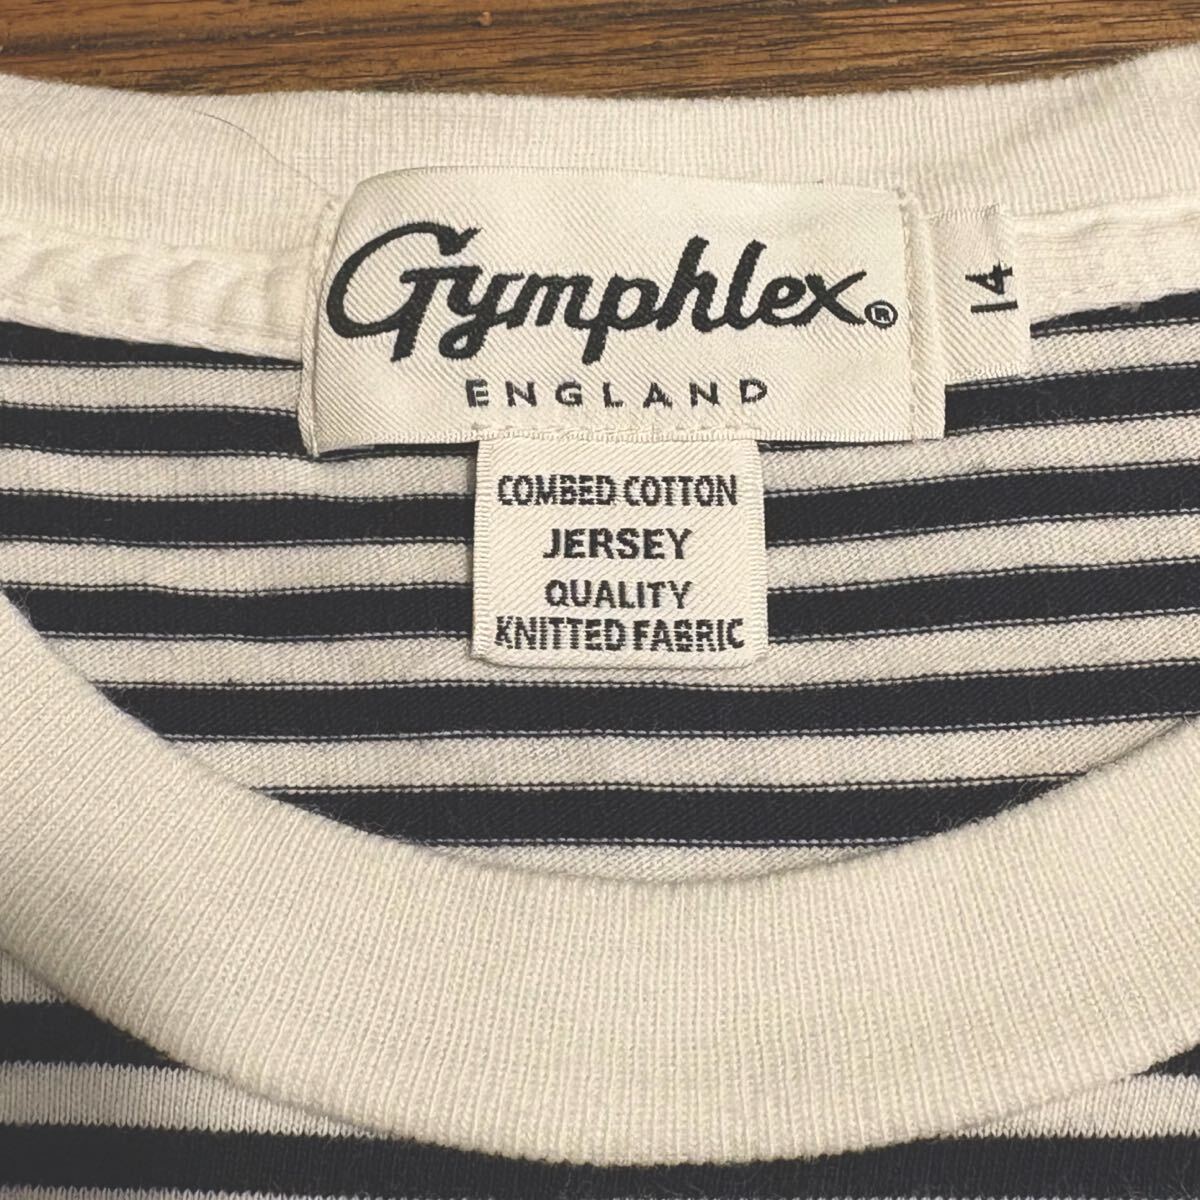 Gymphlex®
ENGLAND
14
COMBED COTTON
JERSEY
QUALITY
KNITTED FABRIC